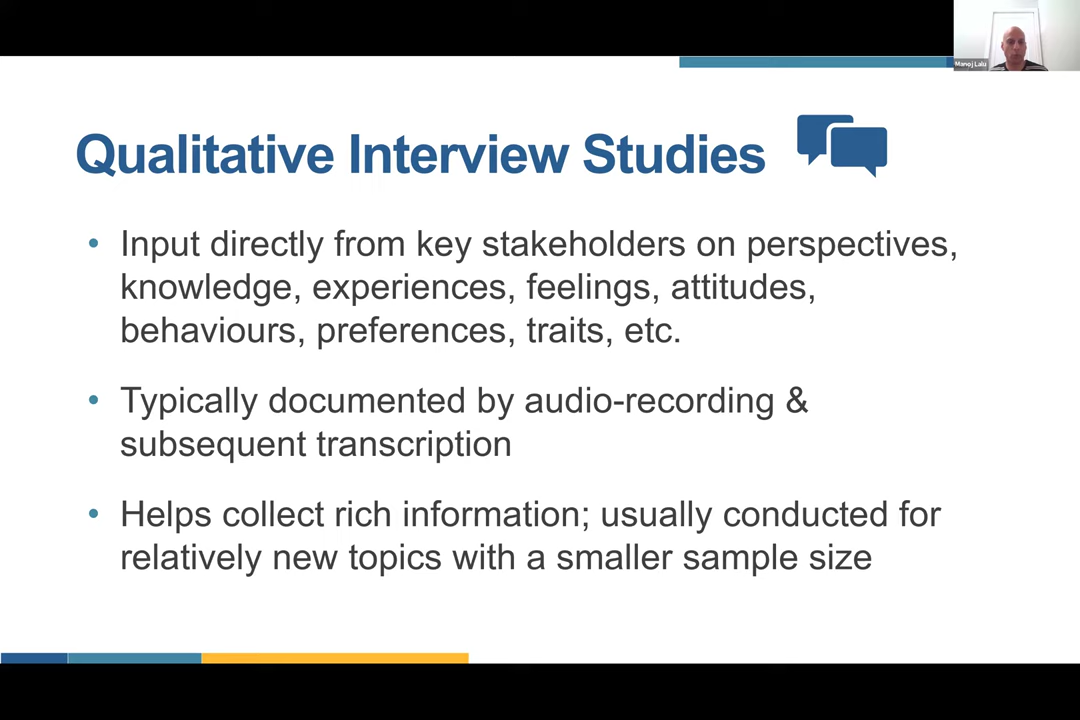 Manoj Lalu
Qualitative Interview Studies
• Input directly from key stakeholders on perspectives,
knowledge, experiences, feelings, attitudes,
behaviours, preferences, traits, etc.
• Typically documented by audio-recording &
subsequent transcription
• Helps collect rich information; usually conducted for
relatively new topics with a smaller sample size